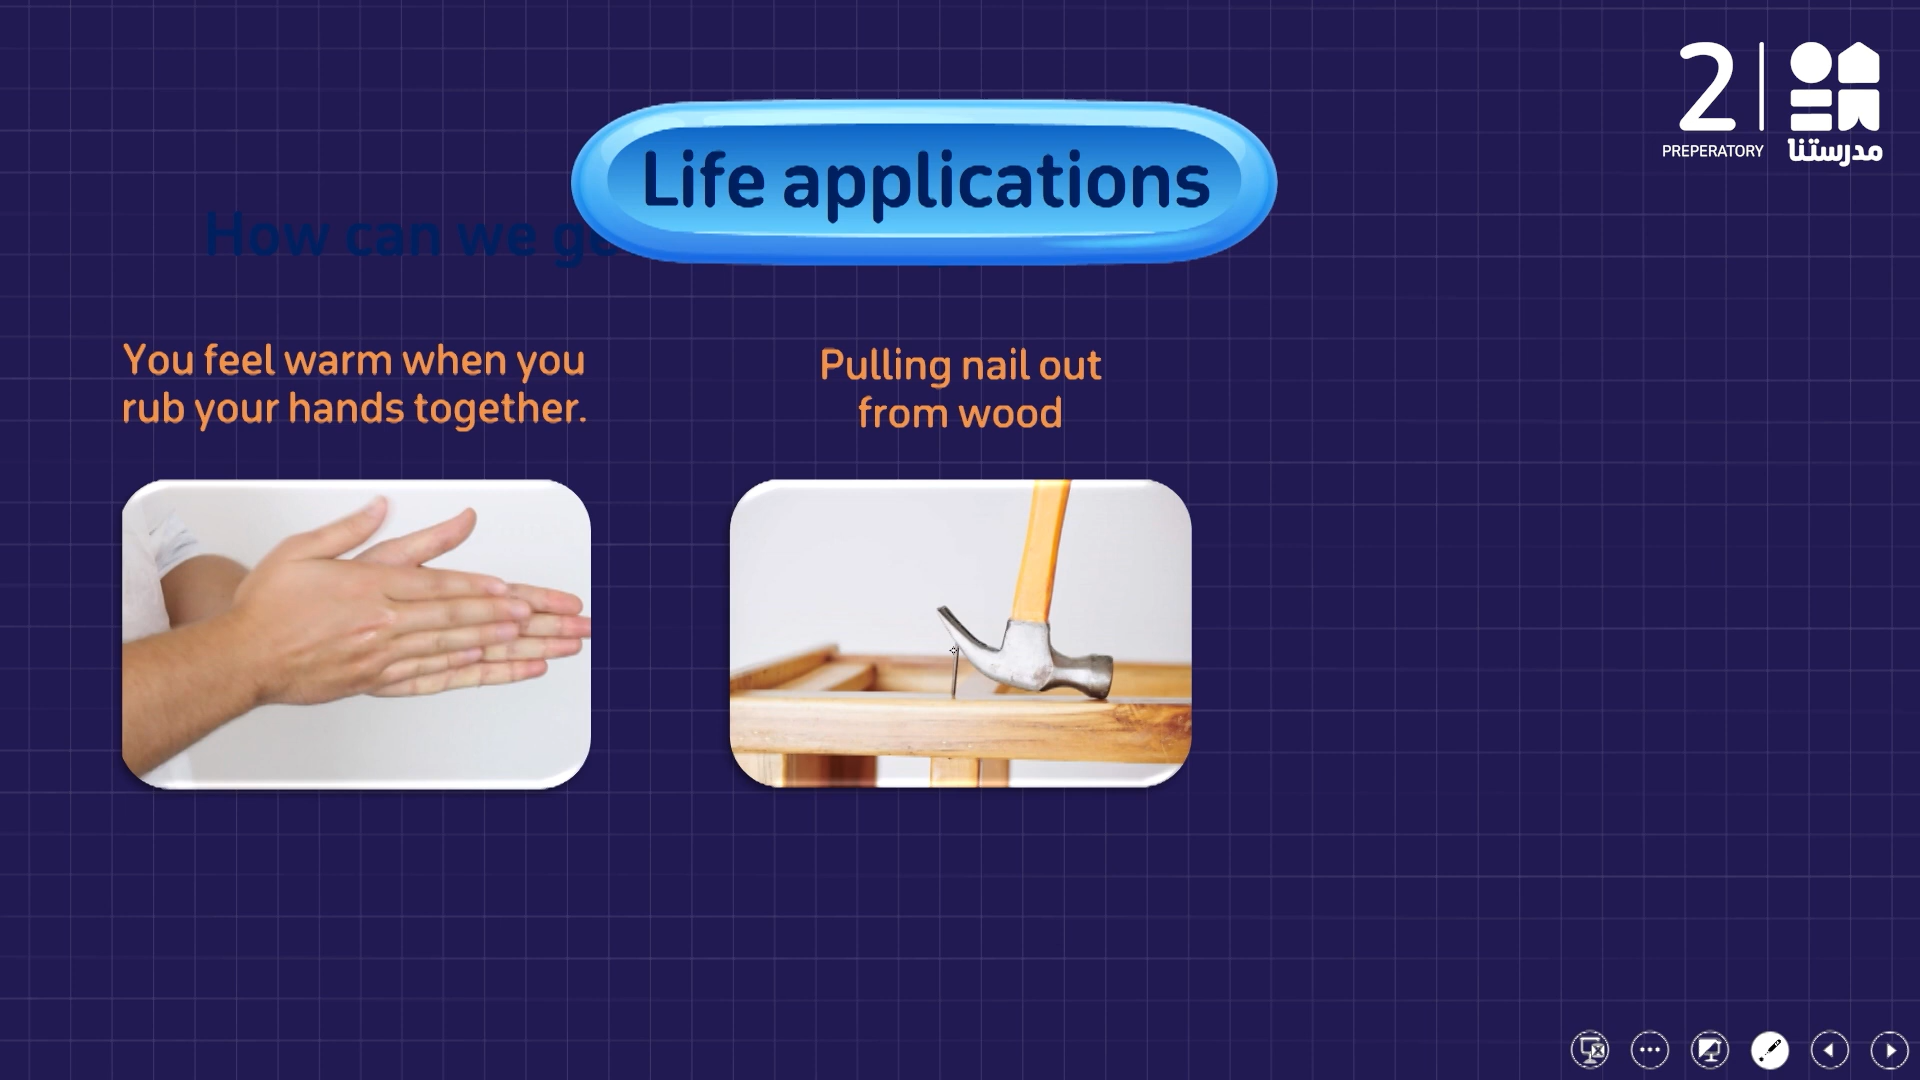 2
PREPERATORY
مدرستنا
Life applications
How can we
You feel warm when you
rub your hands together.
Pulling nail out
from wood